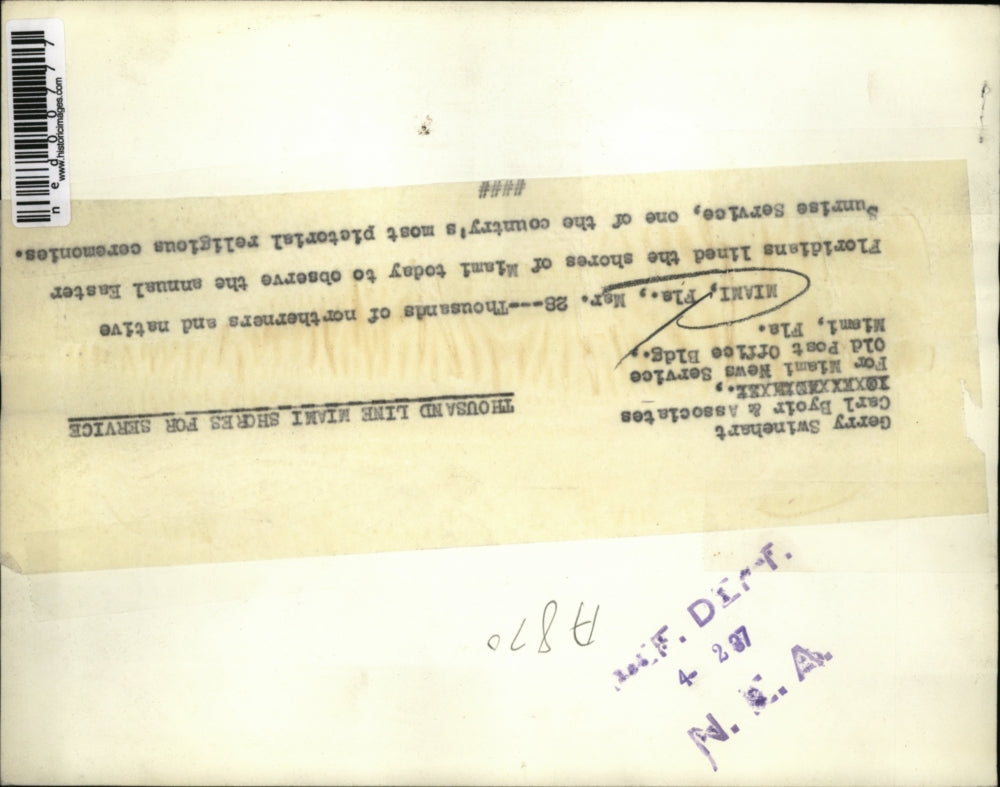 Gerry Swinehart
Carl Byoir & Associates
For Miami News Service
Old Post Office Bldg.,
Miami, Fla.
THOUSAND LINE MIAMI SHORES FOR SERVICE
MIAMI, Fla., Mar. 28---Thousands of northerners and native
Floridians lined the shores of Miami today to observe the annual Easter
Sunrise Service, one of the country's most pictorial religious ceremonies.
####
A870
4- 2 37
N. E. A.
ned00777
www.historicimages.com